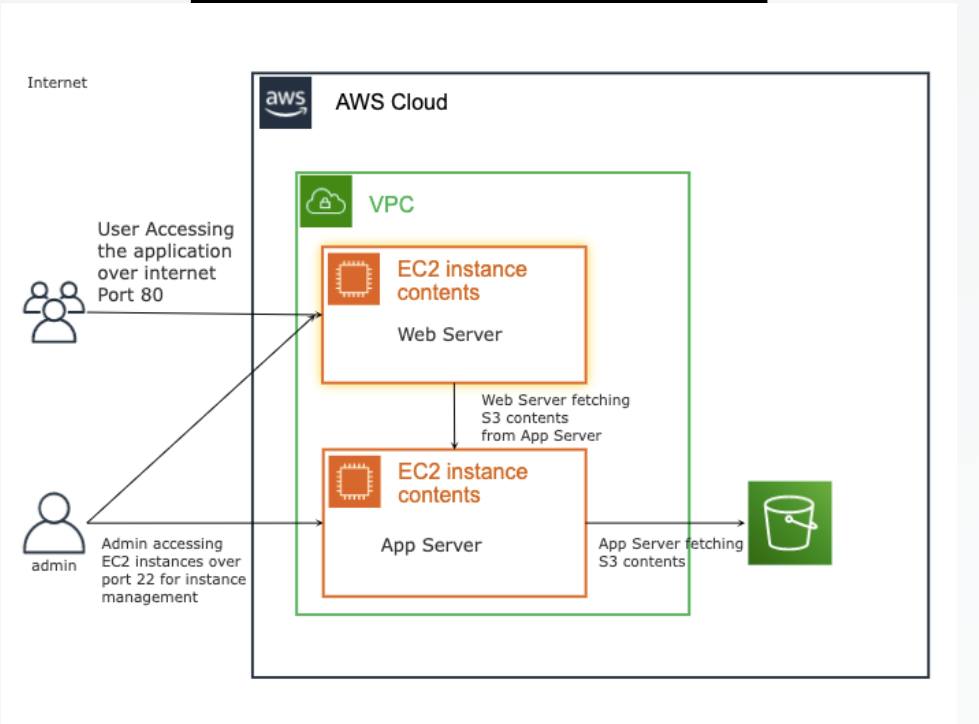 Internet
aws
AWS Cloud
VPC
User Accessing
the application
over internet
Port 80
EC2 instance
contents
Web Server
Web Server fetching
S3 contents
from App Server
EC2 instance
contents
App Server
admin
Admin accessing
EC2 instances over
port 22 for instance
management
App Server fetching
S3 contents